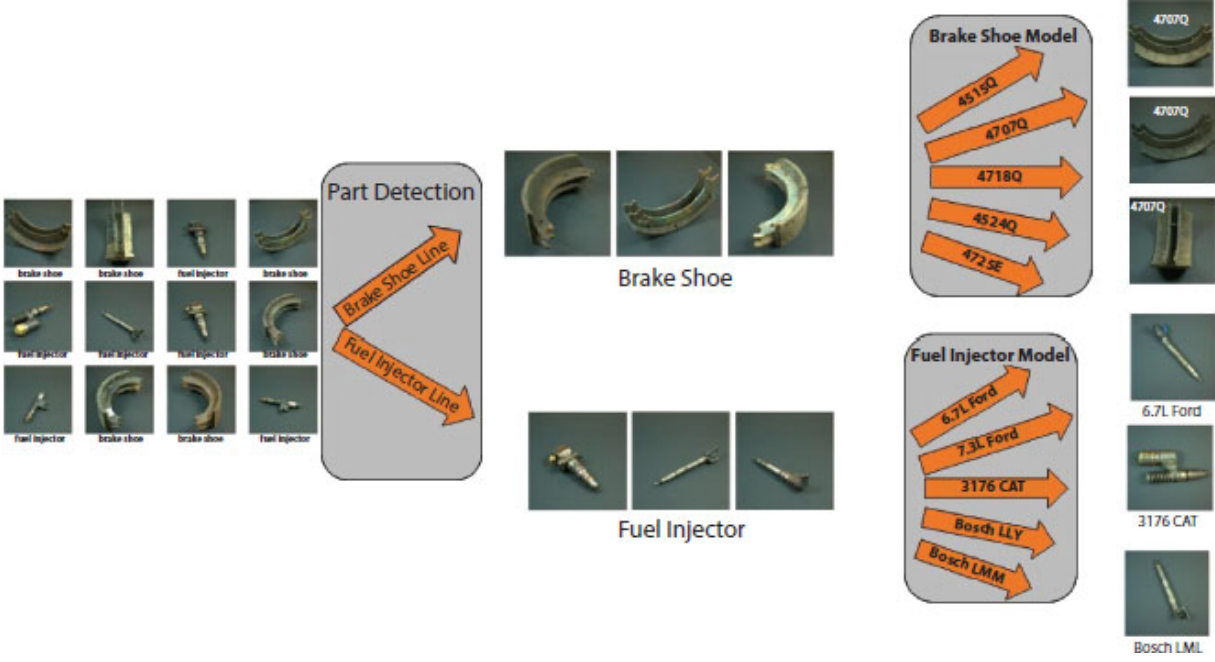 brake shoe
brake shoe
fuel injector
brake shoe
fuel injector
fuel injector
fuel injector
brake shoe
fuel injector
brake shoe
brake shoe
fuel injector
Part Detection
Brake Shoe Line
Fuel Injector Line
Brake Shoe
Fuel Injector
Brake Shoe Model
4515Q
4707Q
4718Q
4524Q
4725E
Fuel Injector Model
6.7L Ford
7.3L Ford
3176 CAT
Bosch LLY
Bosch LMM
4707Q
4707Q
4707Q
6.7L Ford
3176 CAT
Bosch LML